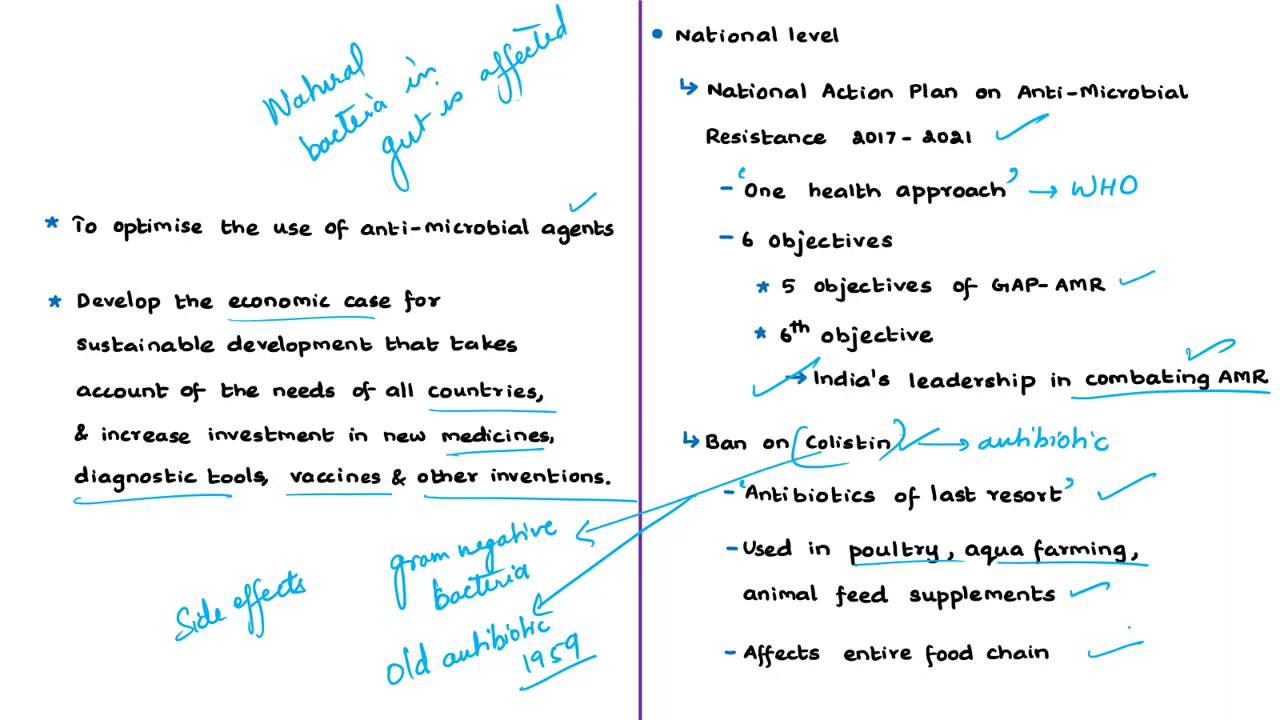 Natural
bacteria in
gut is affected
* To optimise the use of anti-microbial agents
* Develop the economic case for
sustainable development that takes
account of the needs of all countries,
& increase investment in new medicines,
diagnostic tools, vaccines & other inventions.
gram negative
bacteria
Side effects
old antibiotic
1959
• National level
↳ National Action Plan on Anti-Microbial
Resistance 2017-2021
- 'One health approach' → WHO
- 6 objectives
* 5 objectives of GAP-AMR
* 6th objective
→ India's leadership in combating AMR
↳ Ban on (Colistin) → antibiotic
- 'Antibiotics of last resort'
- Used in poultry, aqua farming,
animal feed supplements
- Affects entire food chain